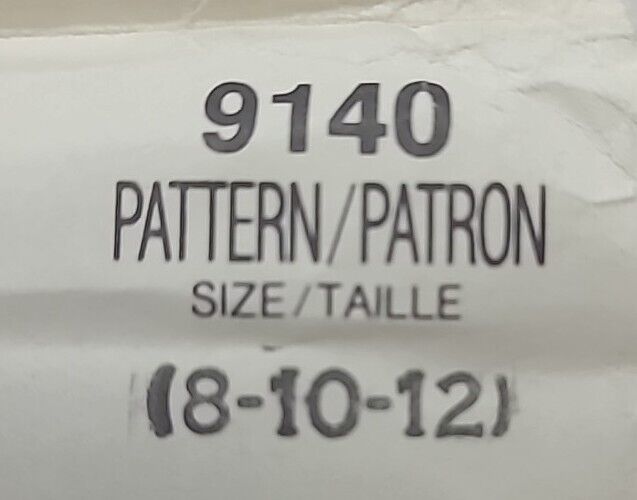 9140
PATTERN/PATRON
SIZE/TAILLE
(8-10-12)